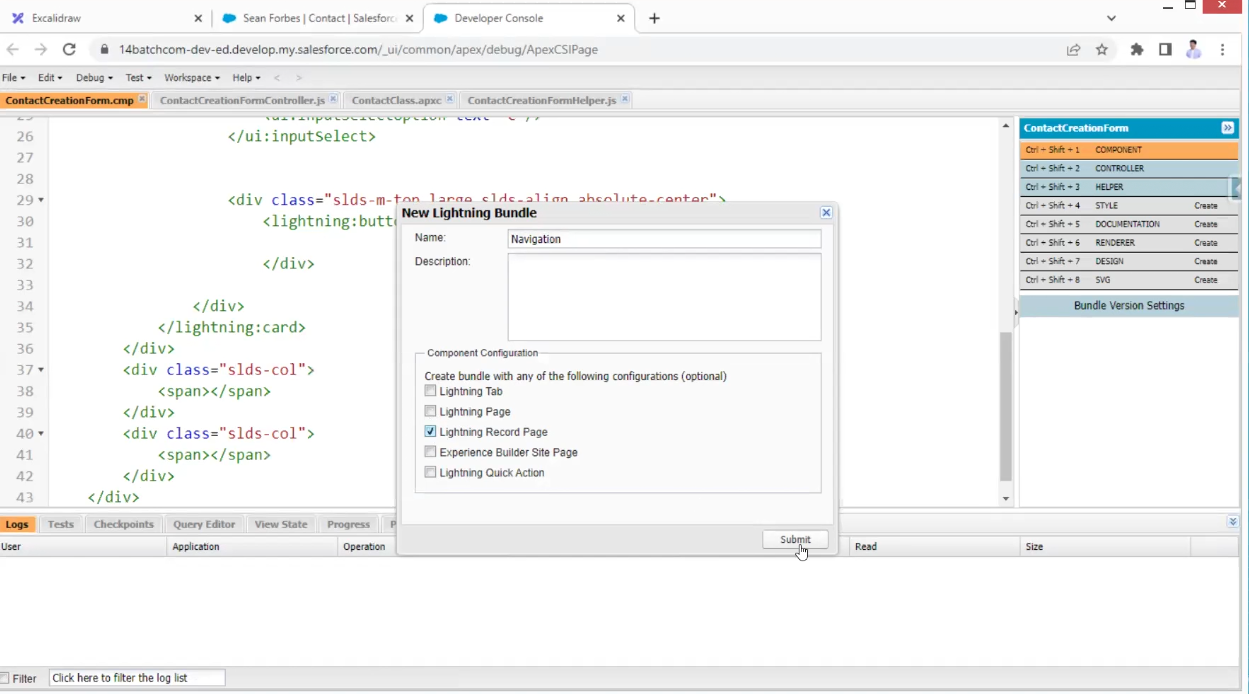 Excalidraw
Sean Forbes | Contact | Salesforc
Developer Console
14batchcom-dev-ed.develop.my.salesforce.com/_ui/common/apex/debug/ApexCSIPage
File Edit Debug Test Workspace Help < >
ContactCreationForm.cmp ContactCreationFormController.js ContactClass.apxc ContactCreationFormHelper.js
26 </ui:inputSelect>
27
28
29 <div class="slds-m-top_large slds-align_absolute-center">
30 <lightning:butt
31
32 </div>
33
34 </div>
35 </lightning:card>
36 </div>
37 <div class="slds-col">
38 <span></span>
39 </div>
40 <div class="slds-col">
41 <span></span>
42 </div>
43 </div>
New Lightning Bundle
Name: Navigation
Description:
Component Configuration
Create bundle with any of the following configurations (optional)
Lightning Tab
Lightning Page
Lightning Record Page
Experience Builder Site Page
Lightning Quick Action
Submit
ContactCreationForm
Ctrl + Shift + 1 COMPONENT
Ctrl + Shift + 2 CONTROLLER
Ctrl + Shift + 3 HELPER
Ctrl + Shift + 4 STYLE Create
Ctrl + Shift + 5 DOCUMENTATION Create
Ctrl + Shift + 6 RENDERER Create
Ctrl + Shift + 7 DESIGN Create
Ctrl + Shift + 8 SVG Create
Bundle Version Settings
Logs Tests Checkpoints Query Editor View State Progress P
User Application Operation Read Size
Filter Click here to filter the log list